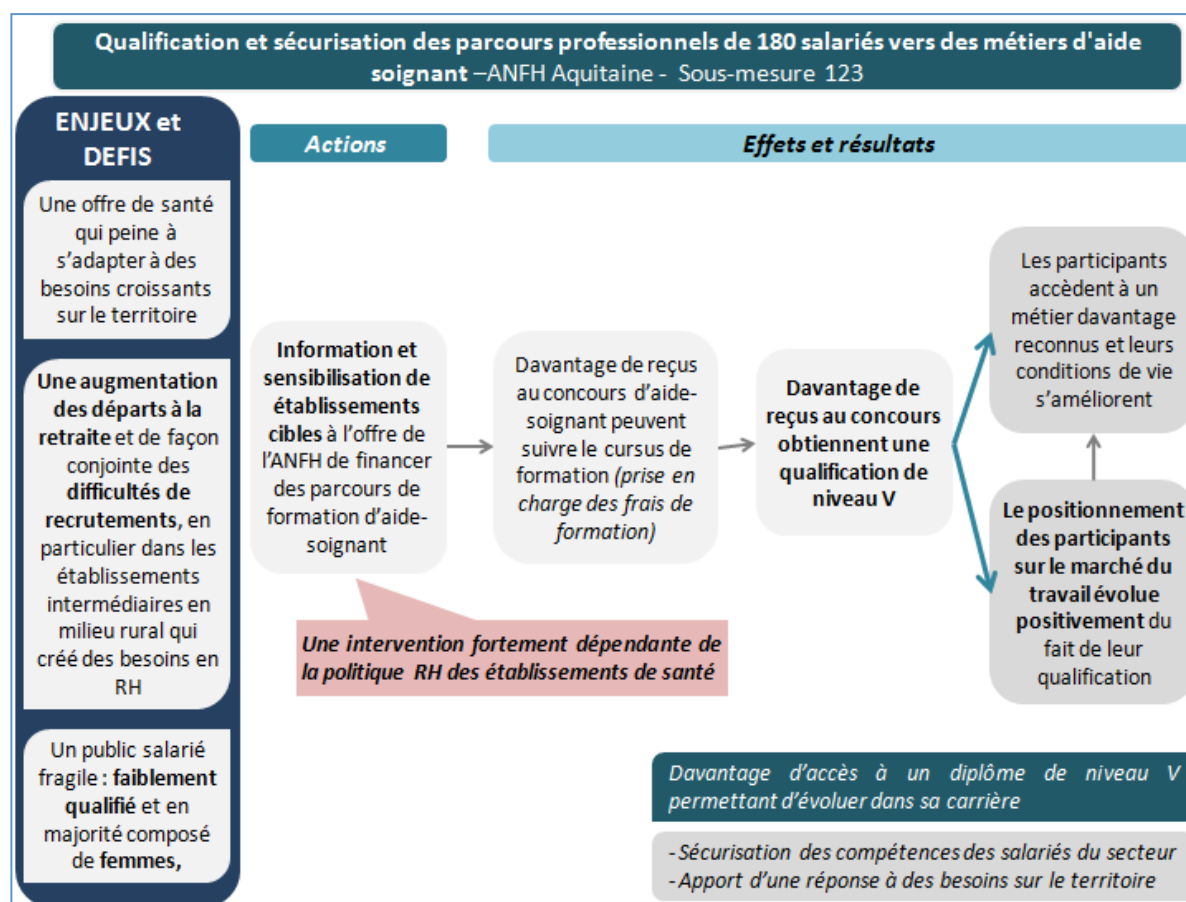 Qualification et sécurisation des parcours professionnels de 180 salariés vers des métiers d'aide
soignant –ANFH Aquitaine - Sous-mesure 123
ENJEUX et
DEFIS
Une offre de santé
qui peine à
s'adapter à des
besoins croissants
sur le territoire
Une augmentation
des départs à la
retraite et de façon
conjointe des
difficultés de
recrutements, en
particulier dans les
établissements
intermédiaires en
milieu rural qui
créé des besoins en
RH
Un public salarié
fragile : faiblement
qualifié et en
majorité composé
de femmes,
Actions
Information et
sensibilisation de
établissements
cibles à l'offre de
l'ANFH de financer
des parcours de
formation d'aide-
soignant
Une intervention fortement dépendante de
la politique RH des établissements de santé
Effets et résultats
Davantage de reçus
au concours d'aide-
soignant peuvent
suivre le cursus de
formation (prise en
charge des frais de
formation)
Davantage de
reçus au concours
obtiennent une
qualification de
niveau V
Les participants
accèdent à un
métier davantage
reconnus et leurs
conditions de vie
s'améliorent
Le positionnement
des participants
sur le marché du
travail évolue
positivement du
fait de leur
qualification
Davantage d'accès à un diplôme de niveau V
permettant d'évoluer dans sa carrière
- Sécurisation des compétences des salariés du secteur
- Apport d'une réponse à des besoins sur le territoire